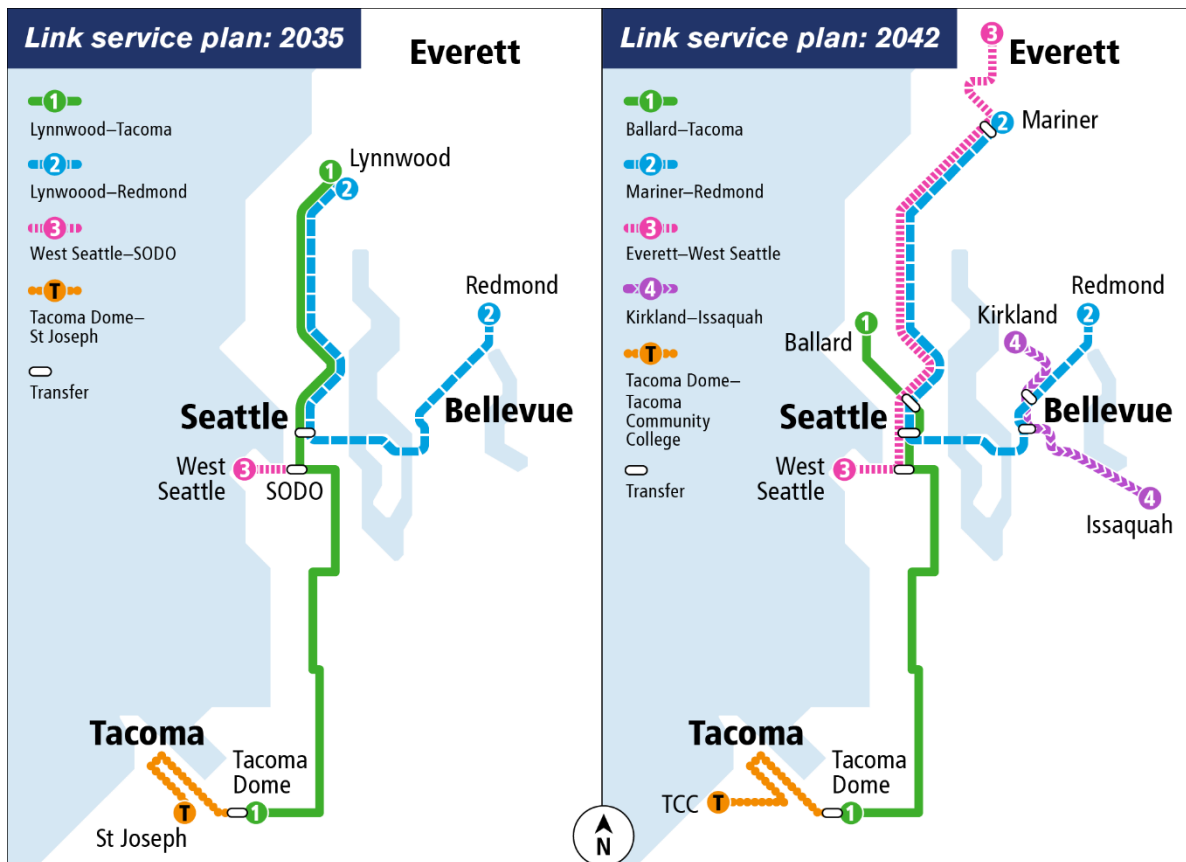 Link service plan: 2035
Everett
1
Lynnwood–Tacoma
2
Lynwoood–Redmond
3
West Seattle–SODO
T
Tacoma Dome–
St Joseph
Transfer
1
Lynnwood
2
Redmond
2
Seattle
Bellevue
West
Seattle
3
SODO
Tacoma
Tacoma
Dome
T
1
St Joseph
Link service plan: 2042
3
Everett
1
Ballard–Tacoma
2
Mariner–Redmond
3
Everett–West Seattle
4
Kirkland–Issaquah
T
Tacoma Dome–
Tacoma
Community
College
Transfer
2
Mariner
Redmond
2
Kirkland
4
1
Ballard
Seattle
Bellevue
West
Seattle
3
4
Issaquah
Tacoma
Tacoma
Dome
TCC
T
1
N